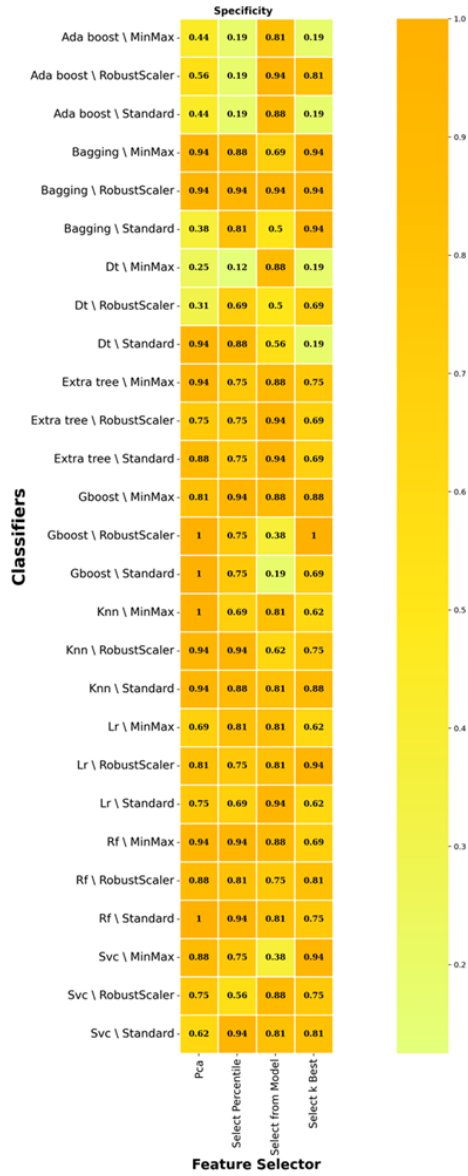 Specificity
Ada boost \ MinMax 0.44 0.19 0.81 0.19
Ada boost \ RobustScaler 0.56 0.19 0.94 0.81
Ada boost \ Standard 0.44 0.19 0.88 0.19
Bagging \ MinMax 0.94 0.88 0.69 0.94
Bagging \ RobustScaler 0.94 0.94 0.94 0.94
Bagging \ Standard 0.38 0.81 0.5 0.94
Dt \ MinMax 0.25 0.12 0.88 0.19
Dt \ RobustScaler 0.31 0.69 0.5 0.69
Dt \ Standard 0.94 0.88 0.56 0.19
Extra tree \ MinMax 0.94 0.75 0.88 0.75
Extra tree \ RobustScaler 0.75 0.75 0.94 0.69
Extra tree \ Standard 0.88 0.75 0.94 0.69
Gboost \ MinMax 0.81 0.94 0.88 0.88
Gboost \ RobustScaler 1 0.75 0.38 1
Gboost \ Standard 1 0.75 0.19 0.69
Knn \ MinMax 1 0.69 0.81 0.62
Knn \ RobustScaler 0.94 0.94 0.62 0.75
Knn \ Standard 0.94 0.88 0.81 0.88
Lr \ MinMax 0.69 0.81 0.81 0.62
Lr \ RobustScaler 0.81 0.75 0.81 0.94
Lr \ Standard 0.75 0.69 0.94 0.62
Rf \ MinMax 0.94 0.94 0.88 0.69
Rf \ RobustScaler 0.88 0.81 0.75 0.81
Rf \ Standard 1 0.94 0.81 0.75
Svc \ MinMax 0.88 0.75 0.38 0.94
Svc \ RobustScaler 0.75 0.56 0.88 0.75
Svc \ Standard 0.62 0.94 0.81 0.81
Classifiers
Pca
Select Percentile
Select from Model
Select k Best
Feature Selector
1.0
0.9
0.8
0.7
0.6
0.5
0.4
0.3
0.2